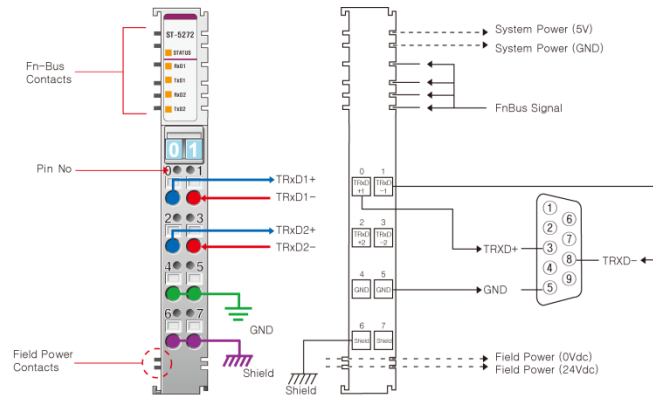 ST-5272
STATUS
RxD1
TxD1
RxD2
TxD2
Fn-Bus
Contacts
0 1
Pin No
0 1
TRxD1+
TRxD1-
2 3
TRxD2+
TRxD2-
4 5
GND
6 7
Shield
Field Power
Contacts
System Power (5V)
System Power (GND)
FnBus Signal
0 1
TRxD
+1
TRxD
-1
2 3
TRxD
+2
TRxD
-2
4 5
GND GND
6 7
Shield Shield
TRXD+
GND
TRXD-
1
6
2
7
3
8
4
9
5
Field Power (0Vdc)
Field Power (24Vdc)
Shield